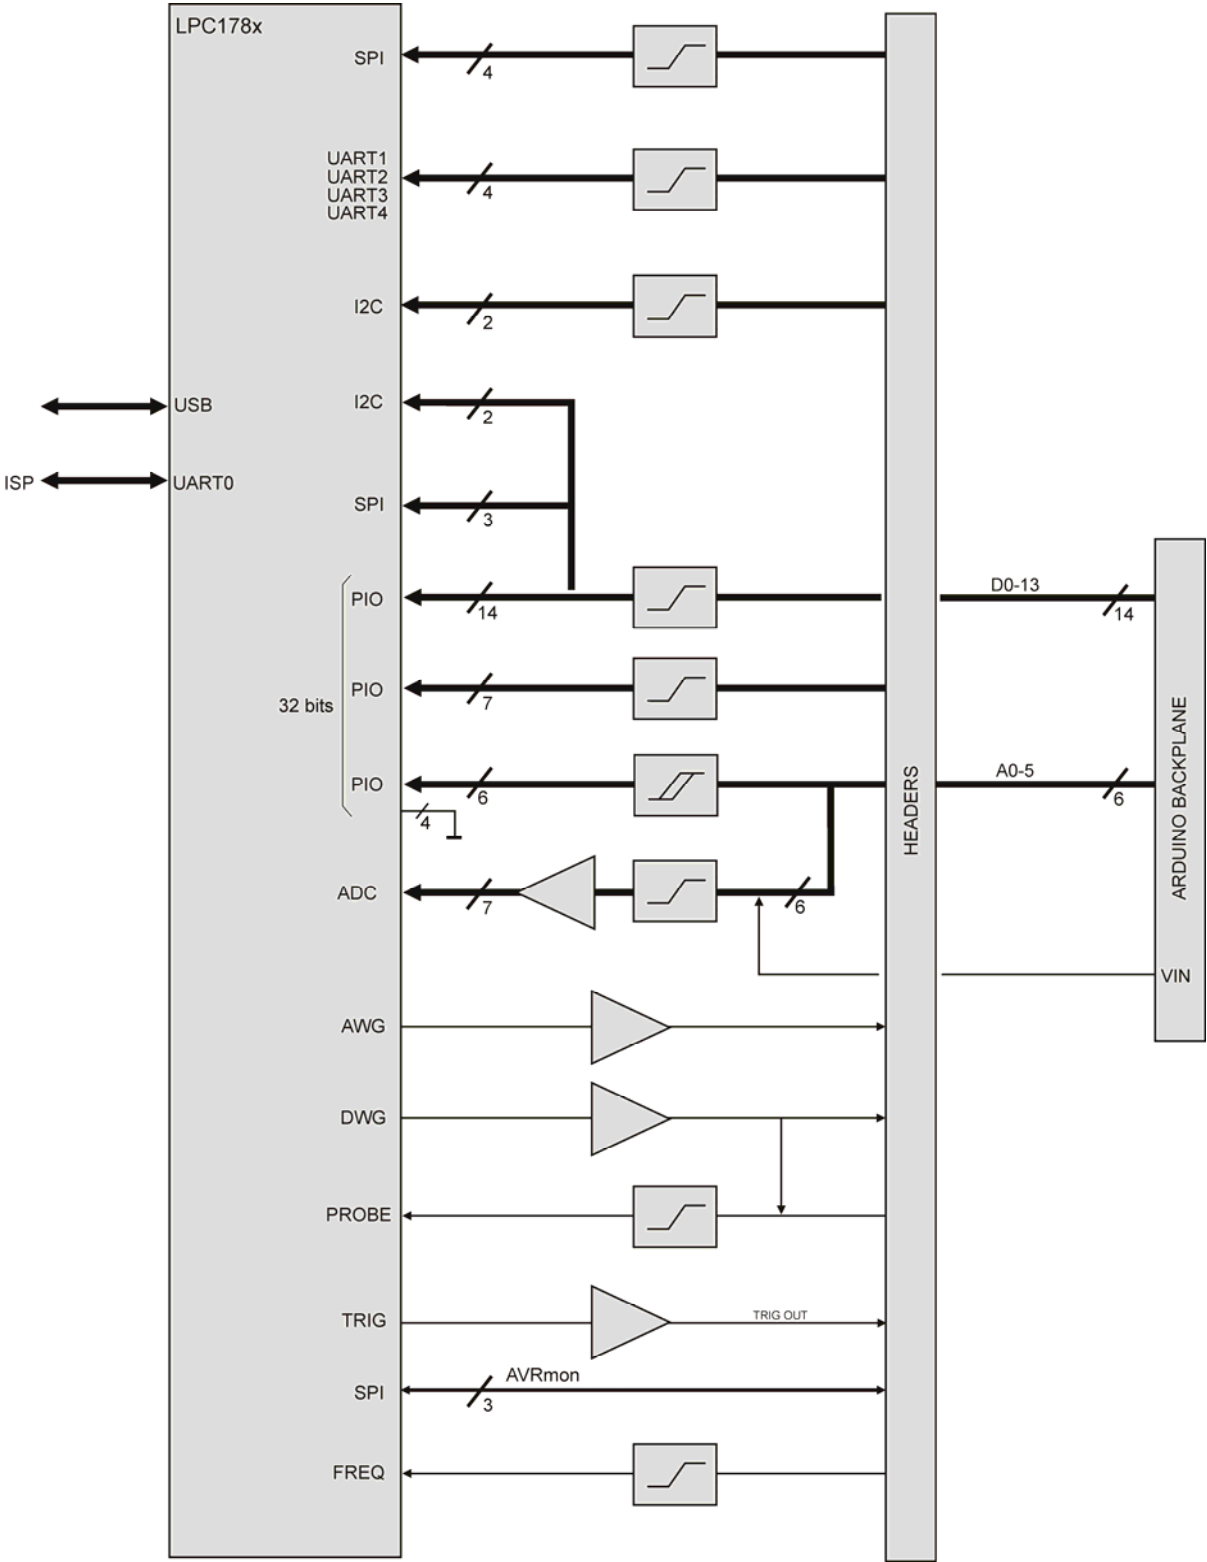 LPC178x
SPI
4
UART1
UART2
UART3
UART4
4
I2C
2
I2C
2
USB
ISP
UART0
SPI
3
PIO
14
D0-13
14
PIO
7
32 bits
PIO
6
A0-5
6
4
HEADERS
ARDUINO BACKPLANE
ADC
7
6
VIN
AWG
DWG
PROBE
TRIG
TRIG OUT
SPI
3
AVRmon
FREQ